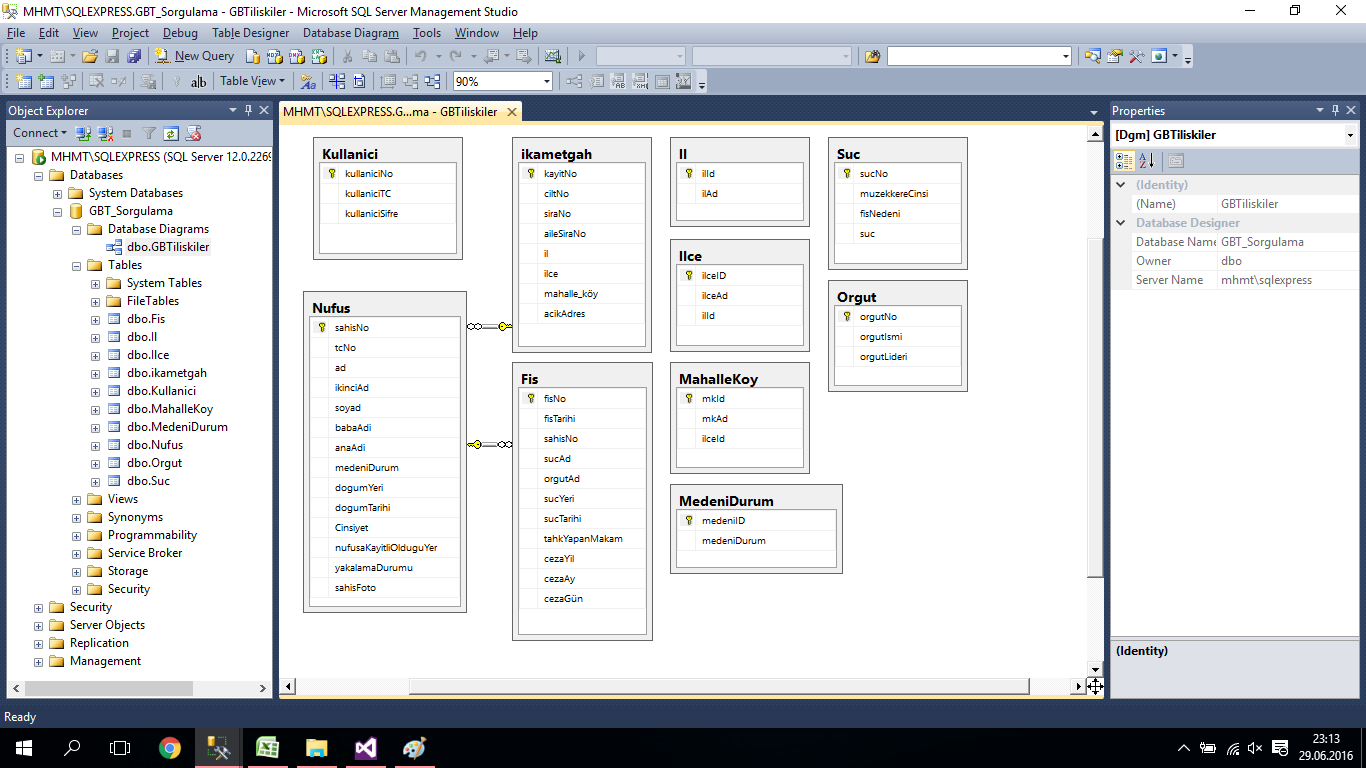 MHMT\SQLEXPRESS.GBT_Sorgulama - GBTiliskiler - Microsoft SQL Server Management Studio
File Edit View Project Debug Table Designer Database Diagram Tools Window Help
New Query
Table View 90%
Object Explorer
Connect
MHMT\SQLEXPRESS (SQL Server 12.0.2269
Databases
System Databases
GBT_Sorgulama
Database Diagrams
dbo.GBTiliskiler
Tables
System Tables
FileTables
dbo.Fis
dbo.Il
dbo.Ilce
dbo.ikametgah
dbo.Kullanici
dbo.MahalleKoy
dbo.MedeniDurum
dbo.Nufus
dbo.Orgut
dbo.Suc
Views
Synonyms
Programmability
Service Broker
Storage
Security
Security
Server Objects
Replication
Management
MHMT\SQLEXPRESS.G...ma - GBTiliskiler
Kullanici
kullaniciNo
kullaniciTC
kullaniciSifre
Nufus
sahisNo
tcNo
ad
ikinciAd
soyad
babaAdi
anaAdi
medeniDurum
dogumYeri
dogumTarihi
Cinsiyet
nufusaKayitliOlduguYer
yakalamaDurumu
sahisFoto
ikametgah
kayitNo
ciltNo
siraNo
aileSiraNo
il
ilce
mahalle_köy
acikAdres
Fis
fisNo
fisTarihi
sahisNo
sucAd
orgutAd
sucYeri
sucTarihi
tahkYapanMakam
cezaYil
cezaAy
cezaGün
Il
ilId
ilAd
Ilce
ilceID
ilceAd
ilId
MahalleKoy
mkId
mkAd
ilceId
MedeniDurum
medeniID
medeniDurum
Suc
sucNo
muzekkereCinsi
fisNedeni
suc
Orgut
orgutNo
orgutIsmi
orgutLideri
Properties
[Dgm] GBTiliskiler
(Identity)
(Name) GBTiliskiler
Database Designer
Database Name GBT_Sorgulama
Owner dbo
Server Name mhmt\sqlexpress
(Identity)
Ready
23:13
29.06.2016